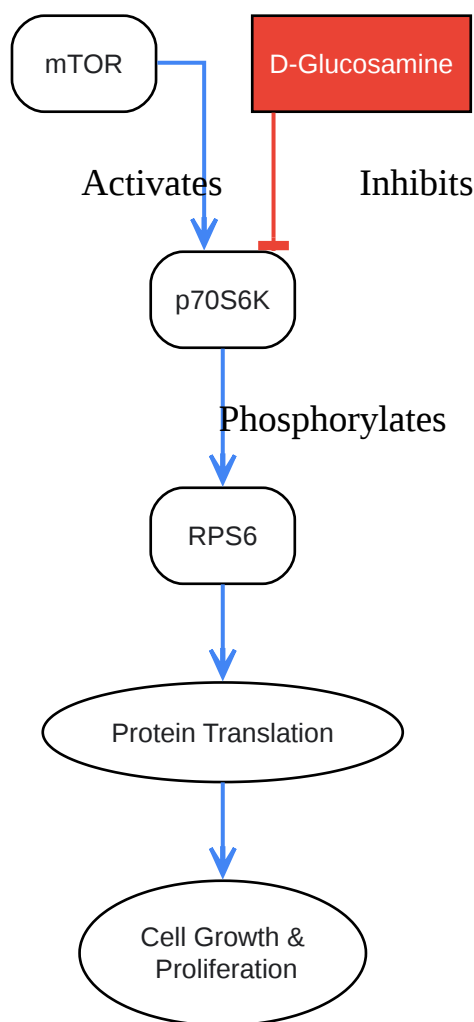 mTOR
D-Glucosamine
Activates
Inhibits
p70S6K
Phosphorylates
RPS6
Protein Translation
Cell Growth &
Proliferation